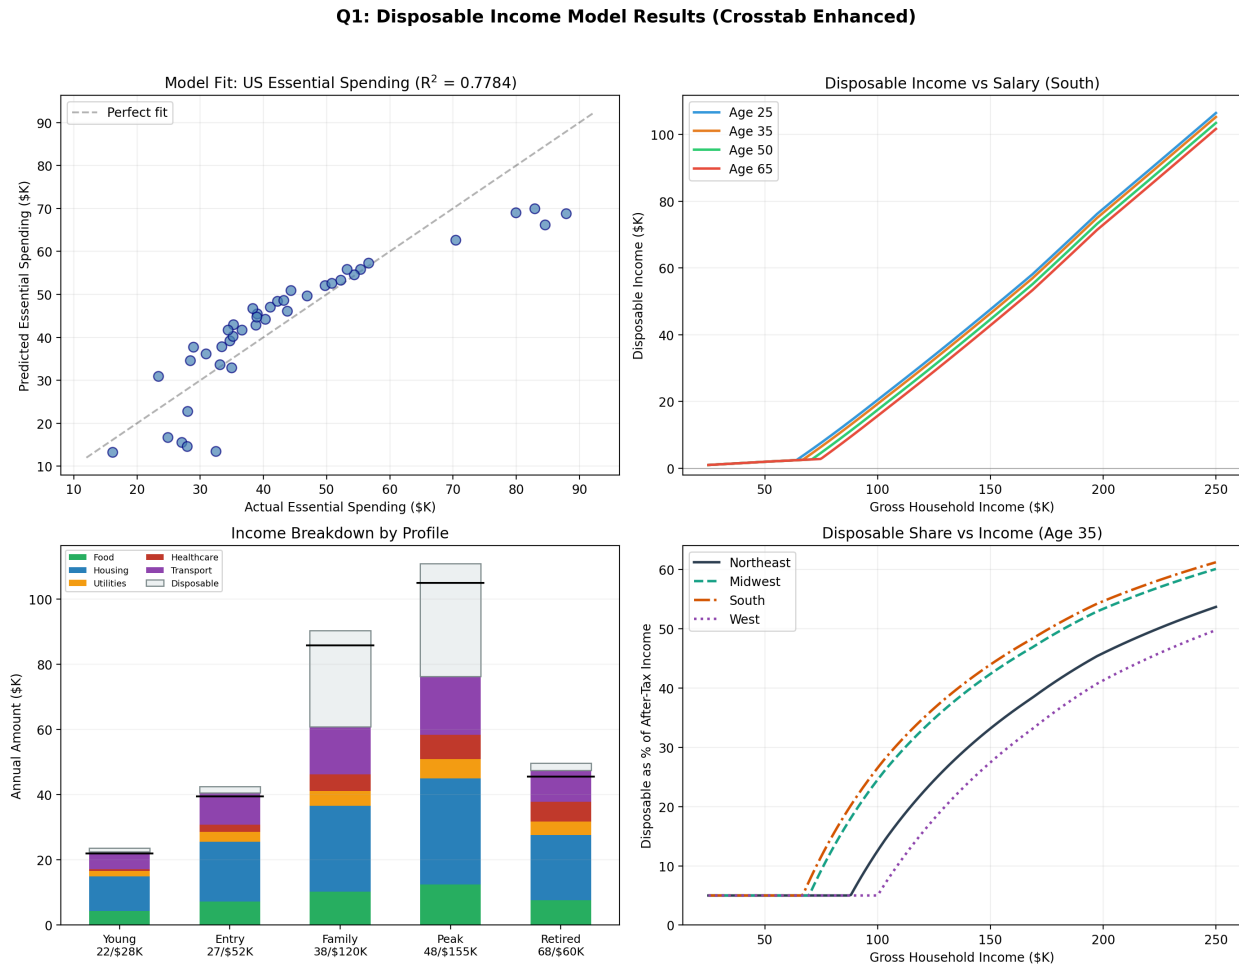 Q1: Disposable Income Model Results (Crosstab Enhanced)
Model Fit: US Essential Spending (R² = 0.7784)
Perfect fit
Predicted Essential Spending ($K)
90
80
70
60
50
40
30
20
10
10 20 30 40 50 60 70 80 90
Actual Essential Spending ($K)
Disposable Income vs Salary (South)
Age 25
Age 35
Age 50
Age 65
Disposable Income ($K)
100
80
60
40
20
0
50 100 150 200 250
Gross Household Income ($K)
Income Breakdown by Profile
Food
Housing
Utilities
Healthcare
Transport
Disposable
Annual Amount ($K)
100
80
60
40
20
0
Young Entry Family Peak Retired
22/$28K 27/$52K 38/$120K 48/$155K 68/$60K
Disposable Share vs Income (Age 35)
Northeast
Midwest
South
West
Disposable as % of After-Tax Income
60
50
40
30
20
10
0
50 100 150 200 250
Gross Household Income ($K)